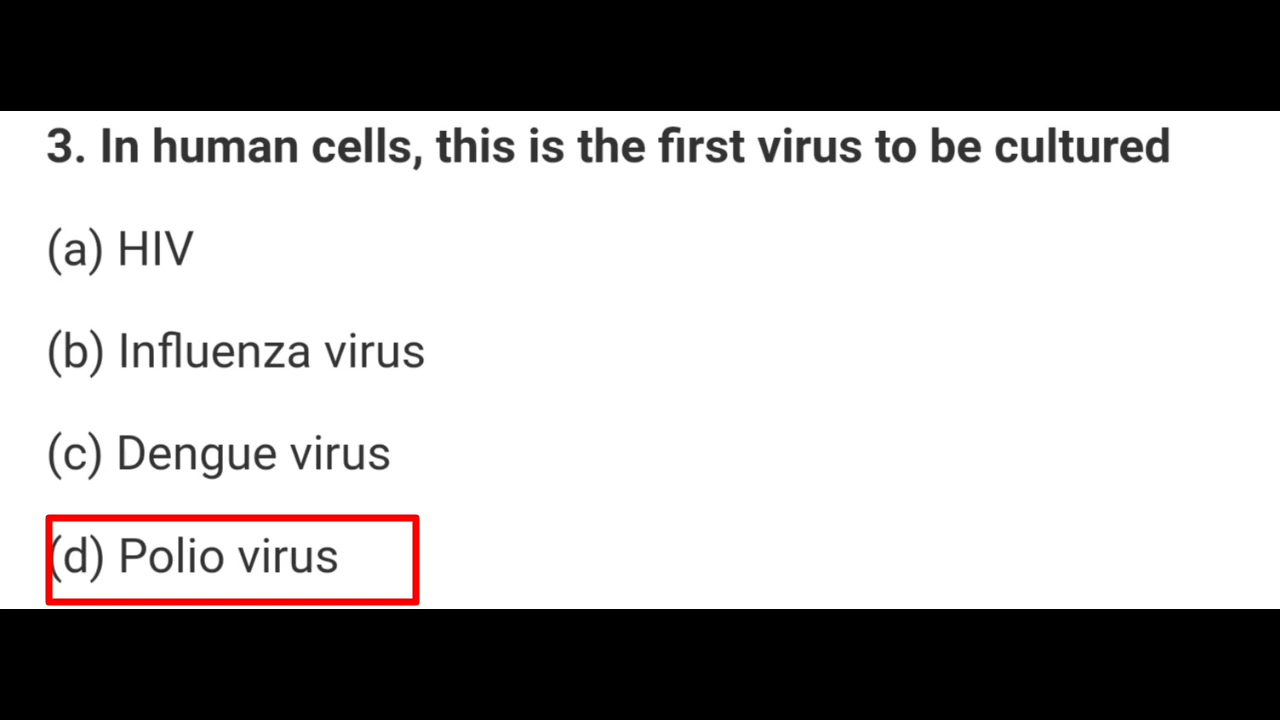 3. In human cells, this is the first virus to be cultured
(a) HIV
(b) Influenza virus
(c) Dengue virus
(d) Polio virus